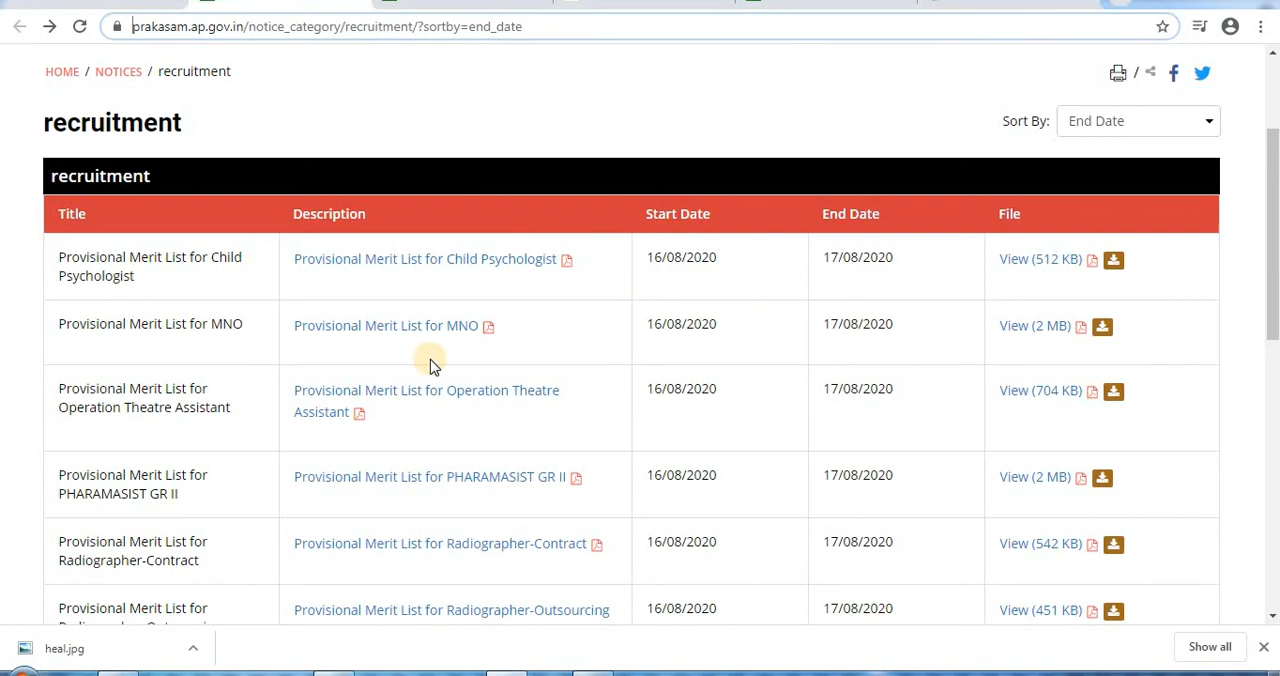 prakasam.ap.gov.in/notice_category/recruitment/?sortby=end_date
HOME / NOTICES / recruitment
recruitment
Sort By: End Date
recruitment
Title Description Start Date End Date File
Provisional Merit List for Child
Psychologist
Provisional Merit List for Child Psychologist
16/08/2020 17/08/2020 View (512 KB)
Provisional Merit List for MNO
Provisional Merit List for MNO
16/08/2020 17/08/2020 View (2 MB)
Provisional Merit List for
Operation Theatre Assistant
Provisional Merit List for Operation Theatre
Assistant
16/08/2020 17/08/2020 View (704 KB)
Provisional Merit List for
PHARAMASIST GR II
Provisional Merit List for PHARAMASIST GR II
16/08/2020 17/08/2020 View (2 MB)
Provisional Merit List for
Radiographer-Contract
Provisional Merit List for Radiographer-Contract
16/08/2020 17/08/2020 View (542 KB)
Provisional Merit List for
Provisional Merit List for Radiographer-Outsourcing
16/08/2020 17/08/2020 View (451 KB)
heal.jpg
Show all